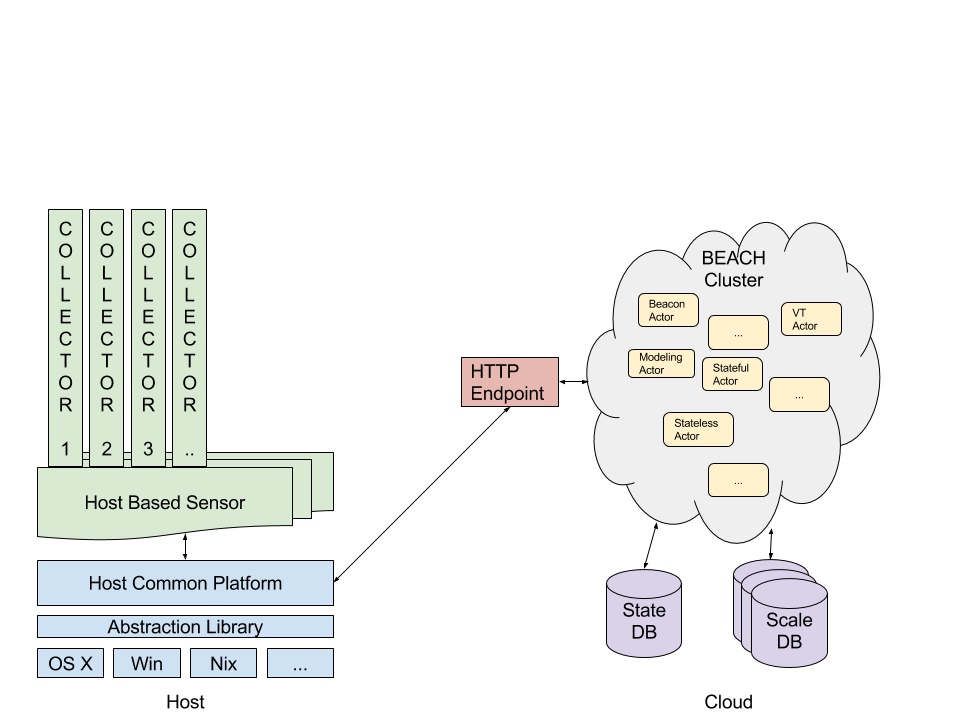 COLLECTOR 1
COLLECTOR 2
COLLECTOR 3
COLLECTOR ..
Host Based Sensor
Host Common Platform
Abstraction Library
OS X
Win
Nix
...
Host
HTTP
Endpoint
BEACH
Cluster
Beacon
Actor
...
VT
Actor
Modeling
Actor
Stateful
Actor
...
Stateless
Actor
...
State
DB
Scale
DB
Cloud